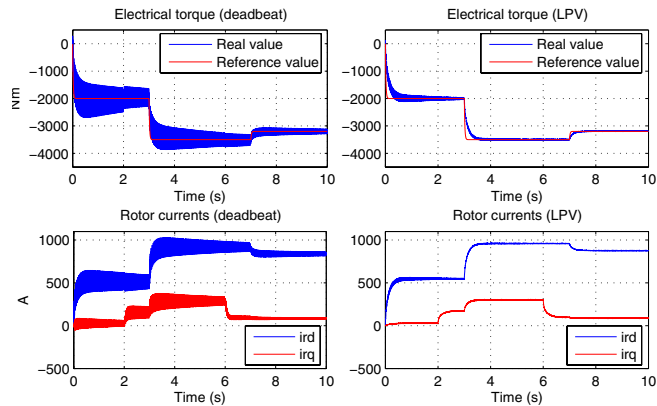 Electrical torque (deadbeat)
Nm
0
−1000
−2000
−3000
−4000
Real value
Reference value
0 2 4 6 8 10
Time (s)
Electrical torque (LPV)
0
−1000
−2000
−3000
−4000
Real value
Reference value
0 2 4 6 8 10
Time (s)
Rotor currents (deadbeat)
A
1000
500
0
−500
ird
irq
0 2 4 6 8 10
Time (s)
Rotor currents (LPV)
1000
500
0
−500
ird
irq
0 2 4 6 8 10
Time (s)